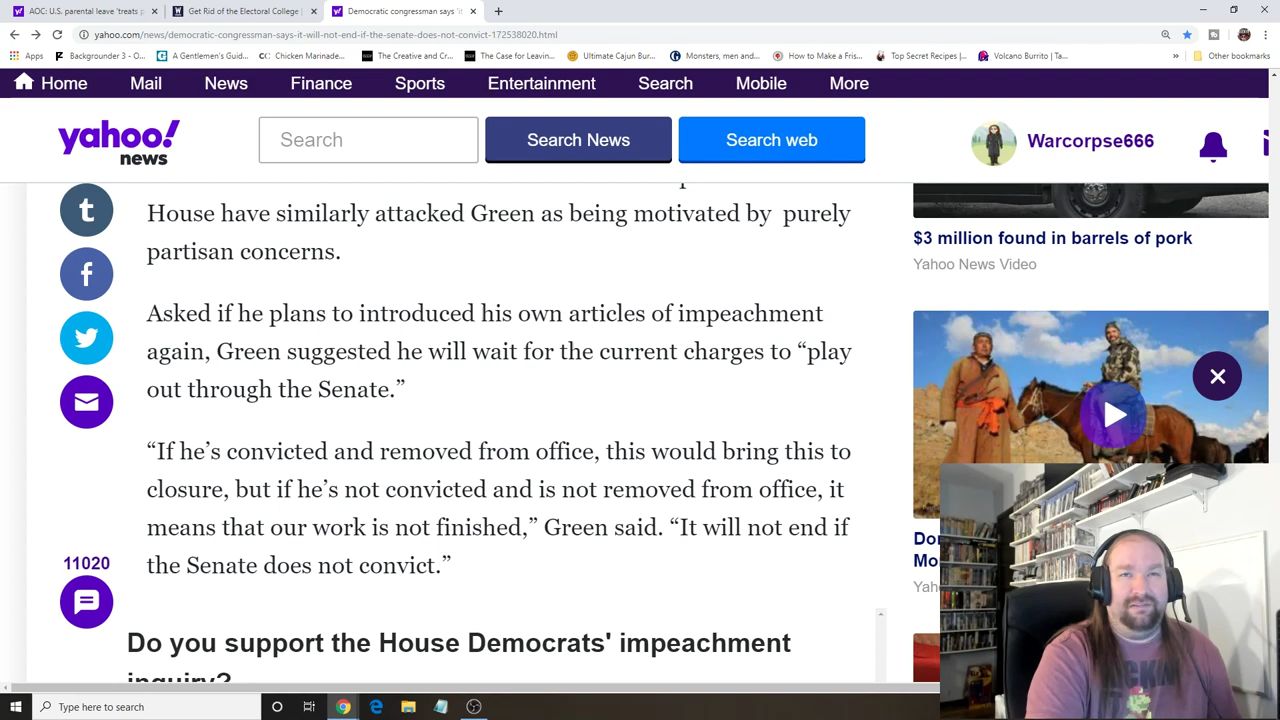 AOC: U.S. parental leave 'treats p
Get Rid of the Electoral College |
Democratic congressman says 'it
yahoo.com/news/democratic-congressman-says-it-will-not-end-if-the-senate-does-not-convict-172538020.html
Apps
Backgrounder 3 - O...
A Gentlemen's Guid...
Chicken Marinade...
The Creative and Cr...
The Case for Leavin...
Ultimate Cajun Bur...
Monsters, men and...
How to Make a Fris...
Top Secret Recipes |...
Volcano Burrito | Ta...
Other bookmarks
Home
Mail
News
Finance
Sports
Entertainment
Search
Mobile
More
yahoo!
news
Search
Search News
Search web
Warcorpse666
House have similarly attacked Green as being motivated by purely
partisan concerns.
Asked if he plans to introduced his own articles of impeachment
again, Green suggested he will wait for the current charges to “play
out through the Senate.”
“If he’s convicted and removed from office, this would bring this to
closure, but if he’s not convicted and is not removed from office, it
means that our work is not finished,” Green said. “It will not end if
the Senate does not convict.”
11020
Do you support the House Democrats' impeachment
inquiry?
$3 million found in barrels of pork
Yahoo News Video
Type here to search